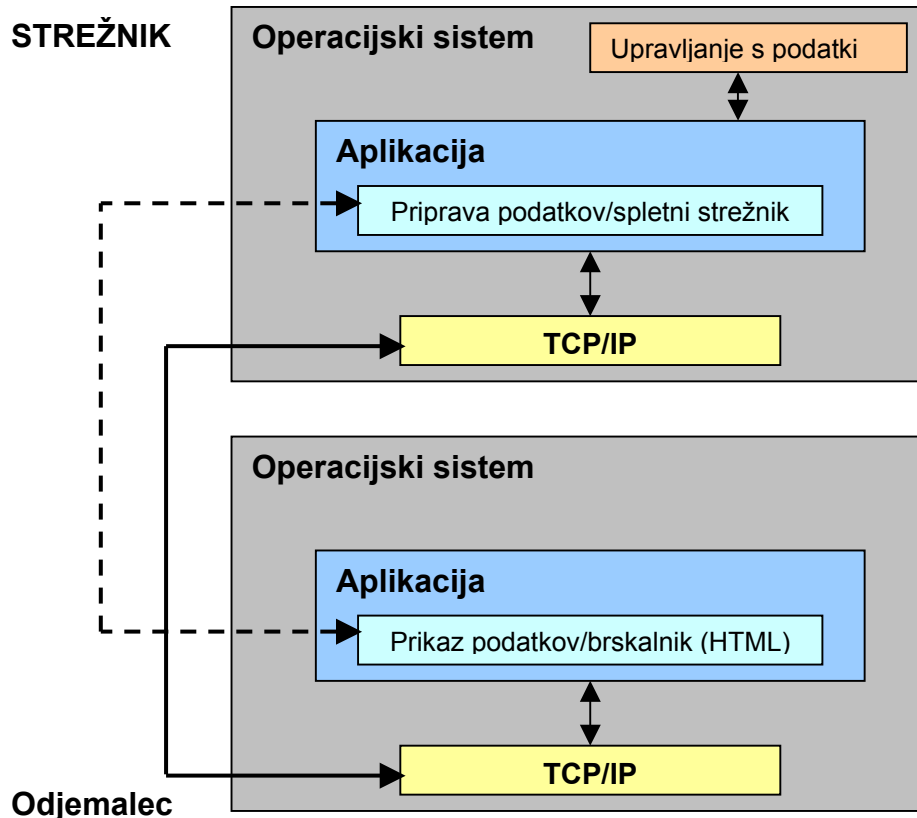 STREŽNIK
Operacijski sistem
Upravljanje s podatki
Aplikacija
Priprava podatkov/spletni strežnik
TCP/IP
Operacijski sistem
Aplikacija
Prikaz podatkov/brskalnik (HTML)
TCP/IP
Odjemalec